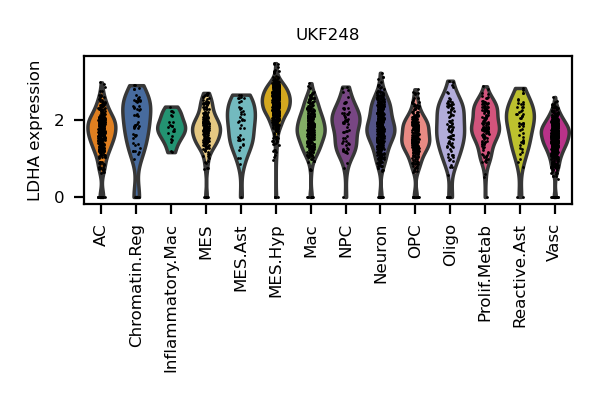 UKF248
LDHA expression
2
0
AC
Chromatin.Reg
Inflammatory.Mac
MES
MES.Ast
MES.Hyp
Mac
NPC
Neuron
OPC
Oligo
Prolif.Metab
Reactive.Ast
Vasc